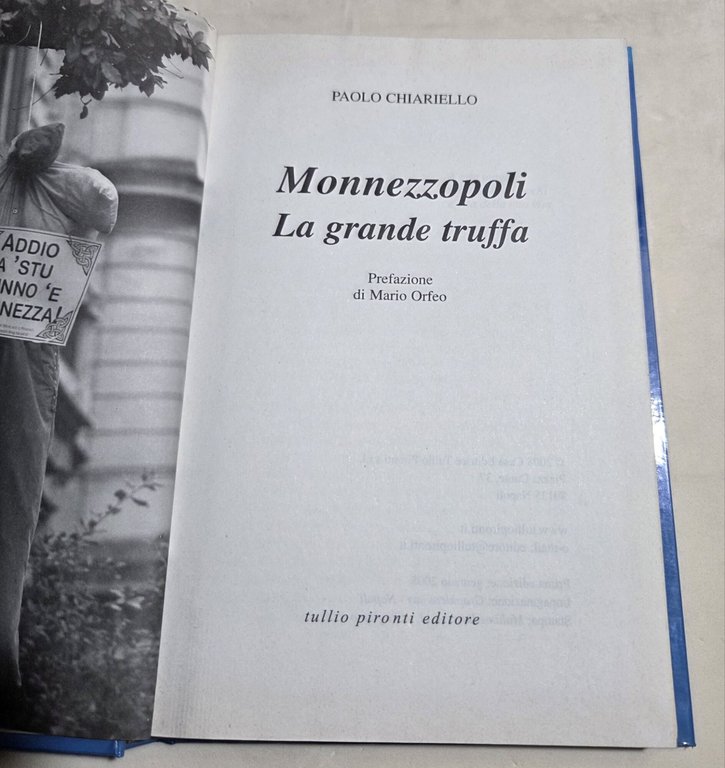 ADDIO
A 'STU
NNO 'E
NEZZA!
PAOLO CHIARIELLO
Monnezzopoli
La grande truffa
Prefazione
di Mario Orfeo
tullio pironti editore